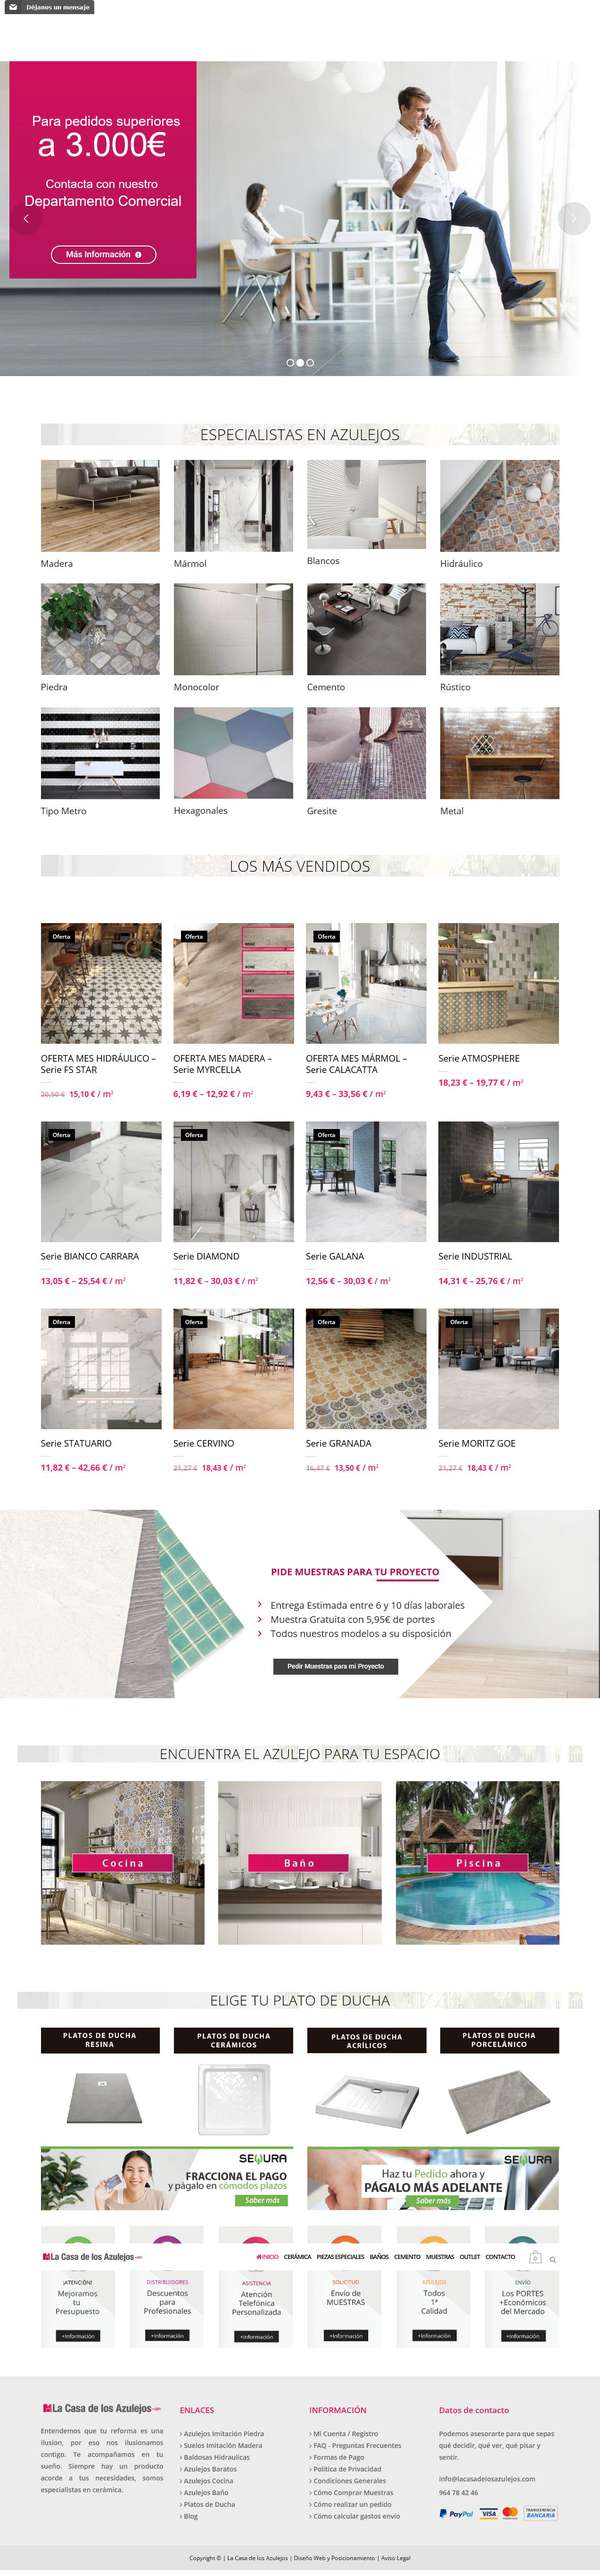 Déjanos un mensaje
Para pedidos superiores
a 3.000€
Contacta con nuestro
Departamento Comercial
Más Información
ESPECIALISTAS EN AZULEJOS
Madera
Mármol
Blancos
Hidráulico
Piedra
Monocolor
Cemento
Rústico
Tipo Metro
Hexagonales
Gresite
Metal
LOS MÁS VENDIDOS
Oferta
Oferta
Oferta
OFERTA MES HIDRÁULICO –
Serie FS STAR
20,50 € 15,10 € / m²
OFERTA MES MADERA –
Serie MYRCELLA
6,19 € – 12,92 € / m²
OFERTA MES MÁRMOL –
Serie CALACATTA
9,43 € – 33,56 € / m²
Serie ATMOSPHERE
18,23 € – 19,77 € / m²
Oferta
Oferta
Oferta
Serie BIANCO CARRARA
13,05 € – 25,54 € / m²
Serie DIAMOND
11,82 € – 30,03 € / m²
Serie GALANA
12,56 € – 30,03 € / m²
Serie INDUSTRIAL
14,31 € – 25,76 € / m²
Oferta
Oferta
Oferta
Oferta
Serie STATUARIO
11,82 € – 42,66 € / m²
Serie CERVINO
21,27 € 18,43 € / m²
Serie GRANADA
16,47 € 13,50 € / m²
Serie MORITZ GOE
21,27 € 18,43 € / m²
PIDE MUESTRAS PARA TU PROYECTO
Entrega Estimada entre 6 y 10 días laborales
Muestra Gratuita con 5,95€ de portes
Todos nuestros modelos a su disposición
Pedir Muestras para mi Proyecto
ENCUENTRA EL AZULEJO PARA TU ESPACIO
Cocina
Baño
Piscina
ELIGE TU PLATO DE DUCHA
PLATOS DE DUCHA
RESINA
PLATOS DE DUCHA
CERÁMICOS
PLATOS DE DUCHA
ACRÍLICOS
PLATOS DE DUCHA
PORCELÁNICO
SEQURA
FRACCIONA EL PAGO
y págalo en cómodos plazos
Saber más
SEQURA
Haz tu Pedido ahora y
PÁGALO MÁS ADELANTE
Saber más
La Casa de los Azulejos
INICIO CERÁMICA PIEZAS ESPECIALES BAÑOS CEMENTO MUESTRAS OUTLET CONTACTO 0
¡ATENCIÓN!
Mejoramos
tu
Presupuesto
+Información
DISTRIBUIDORES
Descuentos
para
Profesionales
+Información
ASISTENCIA
Atención
Telefónica
Personalizada
+Información
SOLICITUD
Envío de
MUESTRAS
+Información
AZULEJOS
Todos
1ª
Calidad
+Información
ENVÍO
Los PORTES
+Económicos
del Mercado
+Información
La Casa de los Azulejos
Entendemos que tu reforma es una
ilusion, por eso nos ilusionamos
contigo. Te acompañamos en tu
sueño. Siempre hay un producto
acorde a tus necesidades, somos
especialistas en cerámica.
ENLACES
Azulejos Imitación Piedra
Suelos Imitación Madera
Baldosas Hidraulicas
Azulejos Baratos
Azulejos Cocina
Azulejos Baño
Platos de Ducha
Blog
INFORMACIÓN
Mi Cuenta / Registro
FAQ - Preguntas Frecuentes
Formas de Pago
Política de Privacidad
Condiciones Generales
Cómo Comprar Muestras
Cómo realizar un pedido
Cómo calcular gastos envío
Datos de contacto
Podemos asesorarte para que sepas
qué decidir, qué ver, qué pisar y
sentir.
info@lacasadelosazulejos.com
964 78 42 46
PayPal VISA MasterCard TRANSFERENCIA
BANCARIA
Copyright © | La Casa de los Azulejos | Diseño Web y Posicionamiento | Aviso Legal